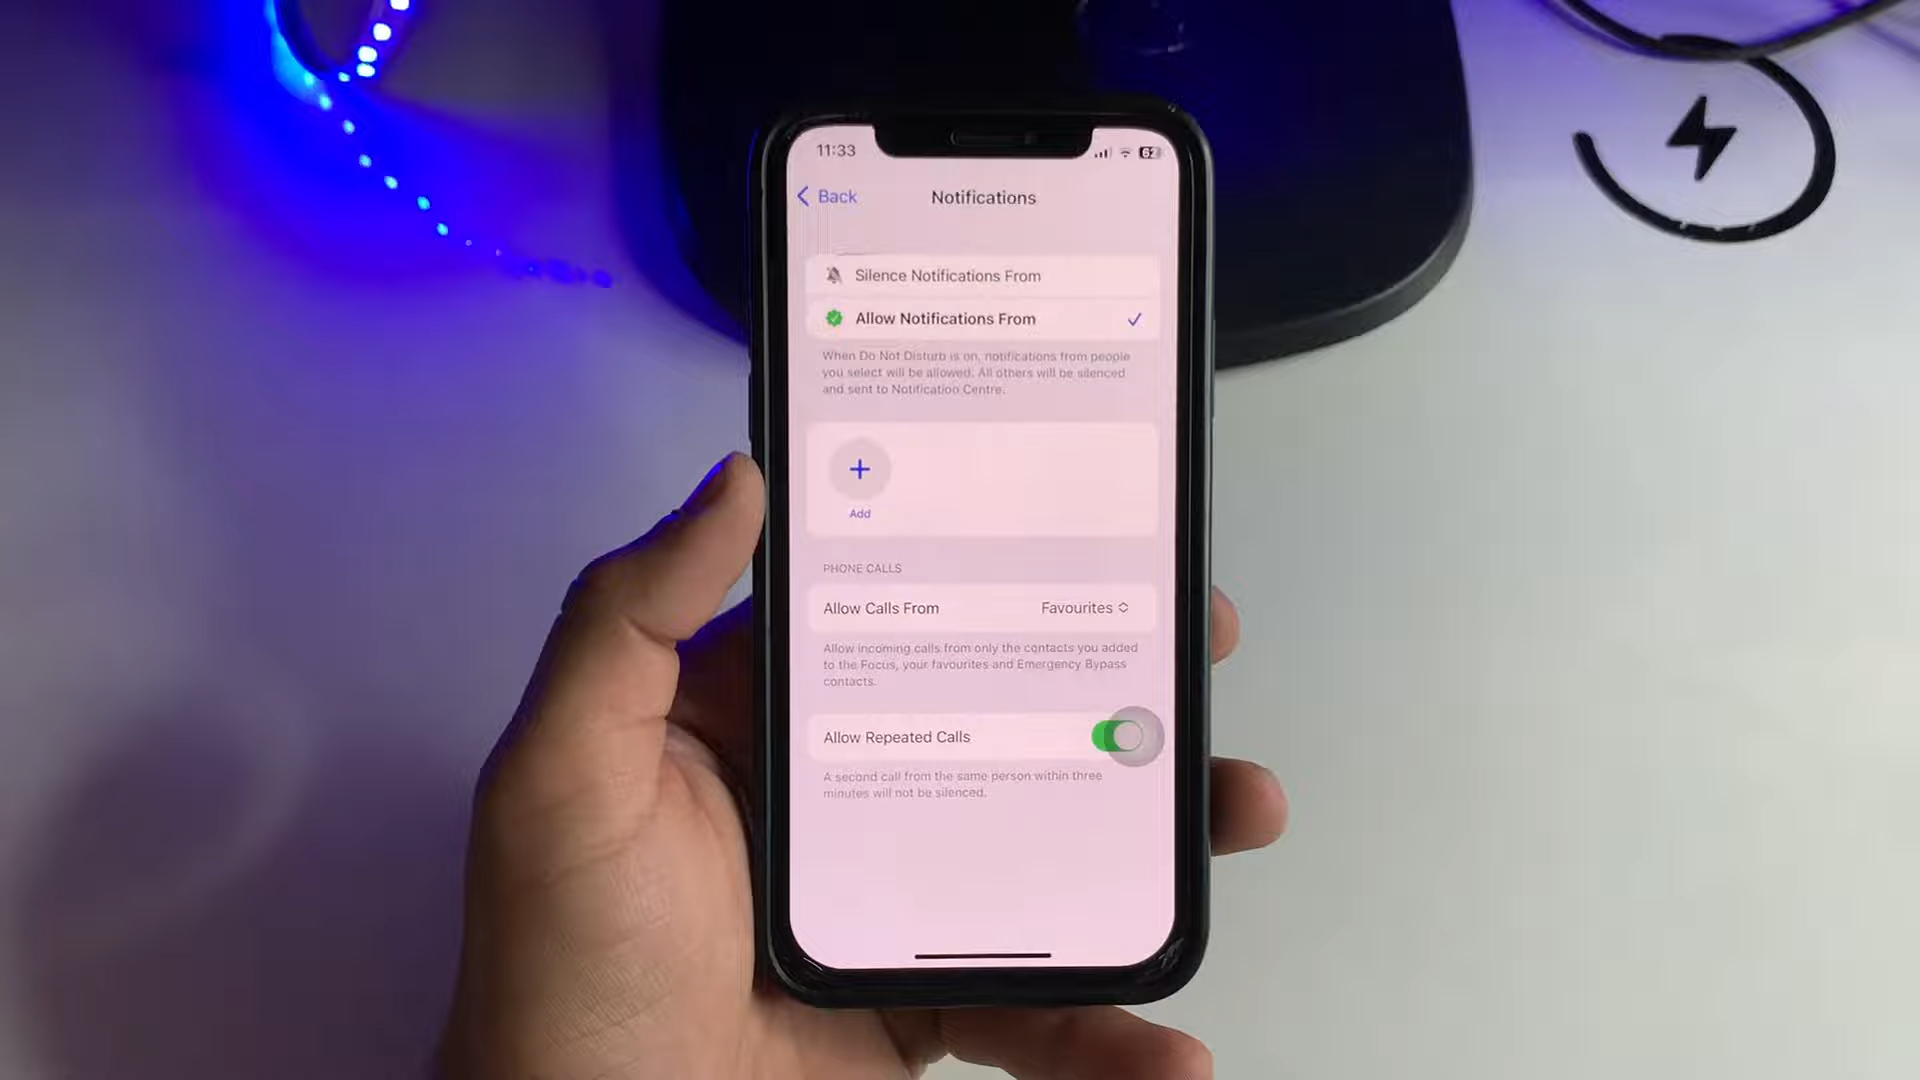 11:33
62
Back
Notifications
Silence Notifications From
Allow Notifications From
When Do Not Disturb is on, notifications from people
you select will be allowed. All others will be silenced
and sent to Notification Centre.
Add
PHONE CALLS
Allow Calls From
Favourites
Allow incoming calls from only the contacts you added
to the Focus, your favourites and Emergency Bypass
contacts.
Allow Repeated Calls
A second call from the same person within three
minutes will not be silenced.